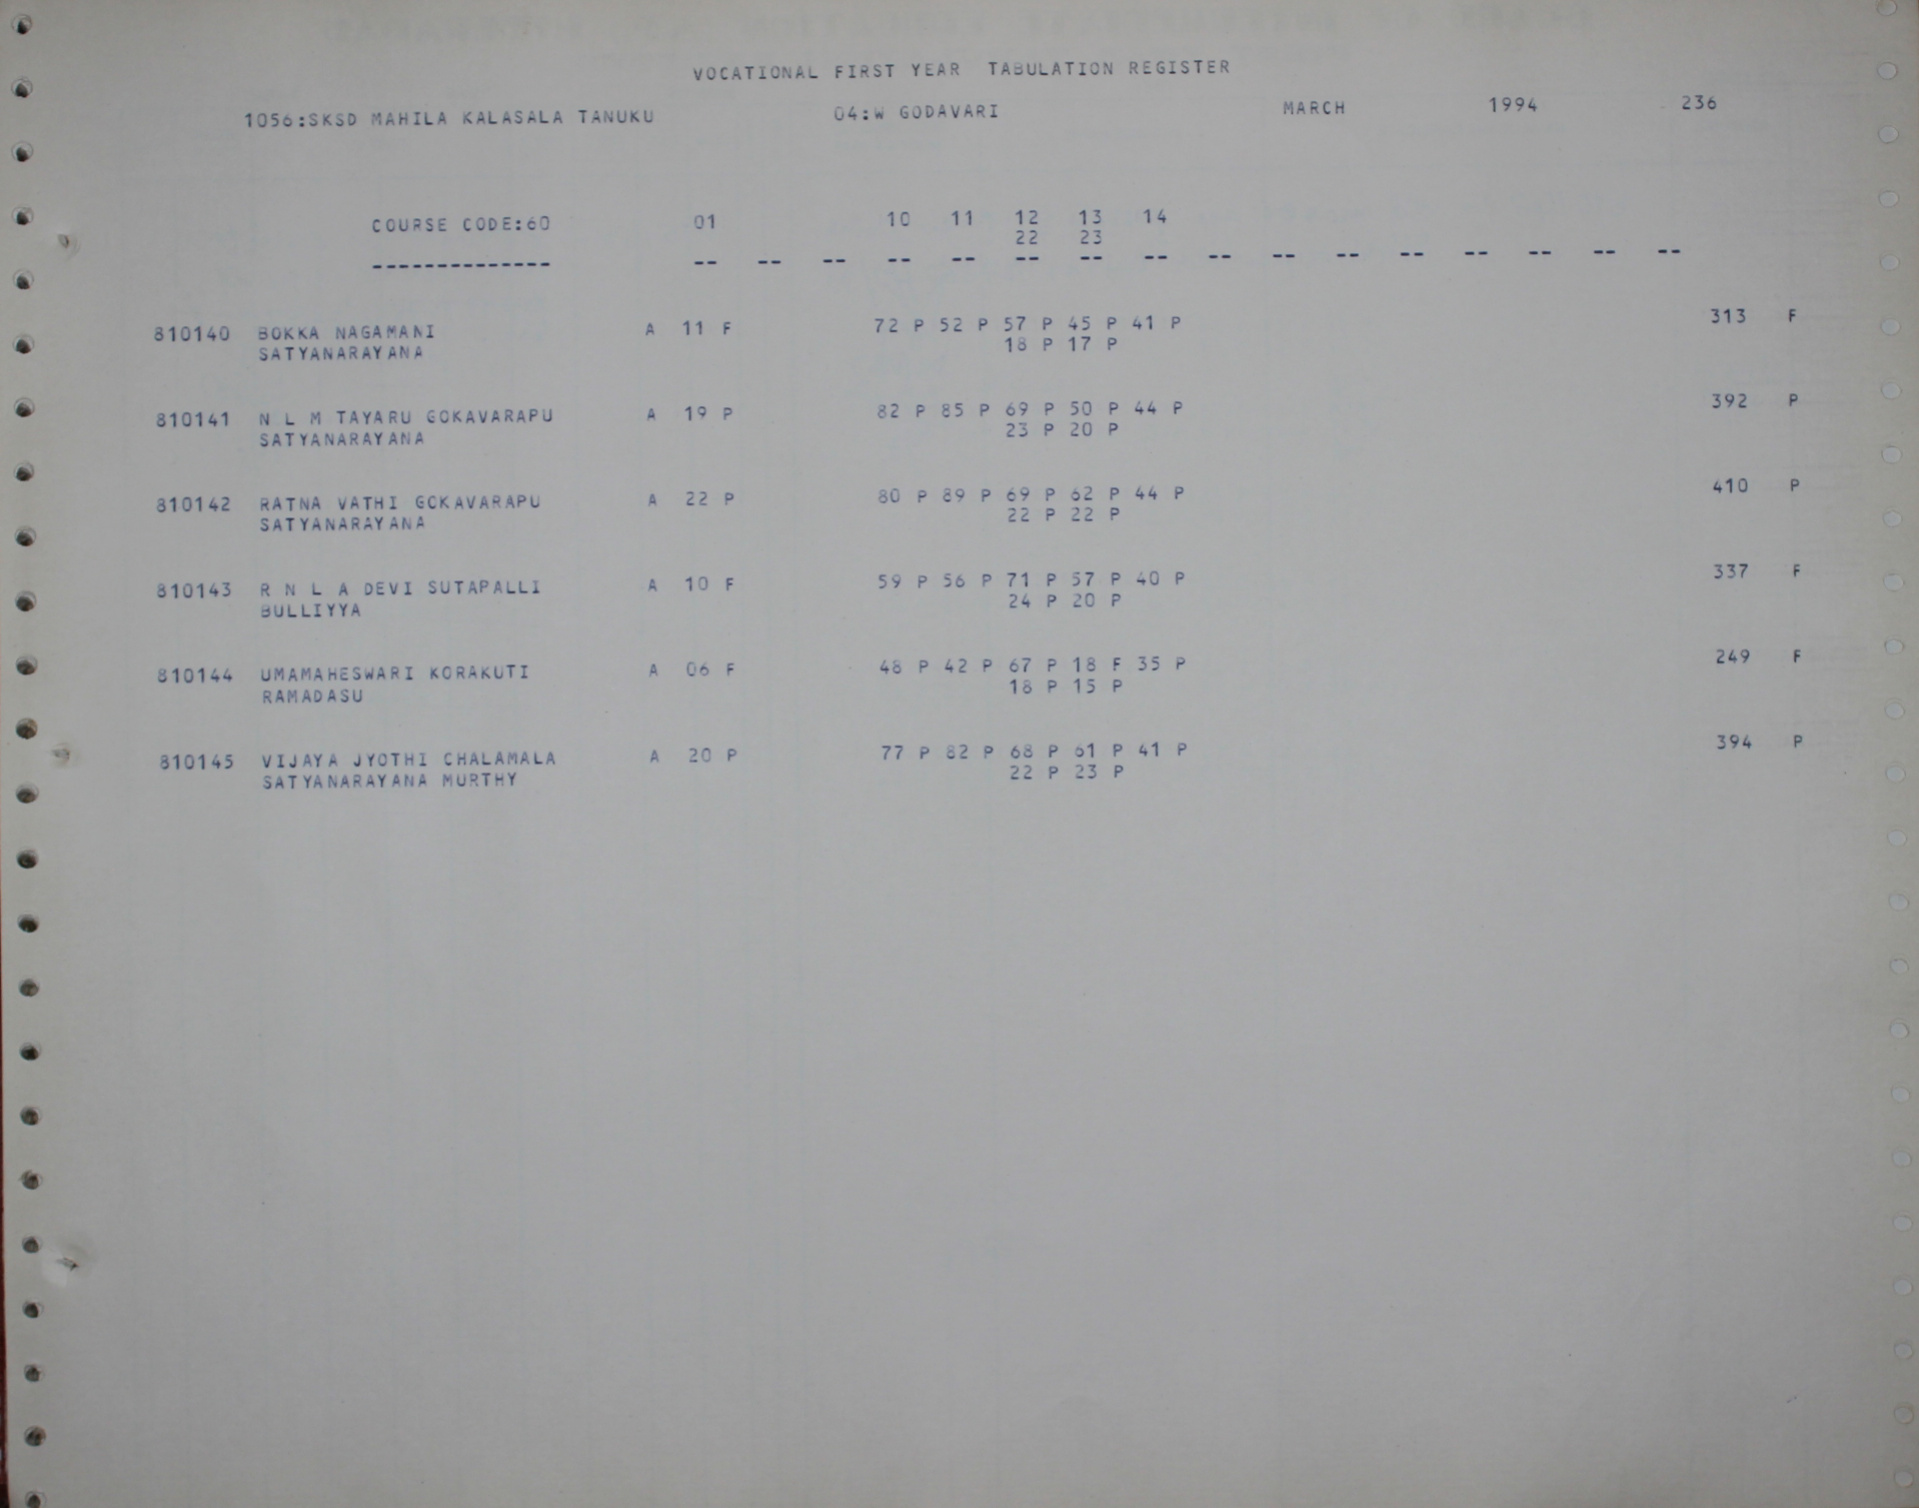 VOCATIONAL FIRST YEAR TABULATION REGISTER
1056:SKSD MAHILA KALASALA TANUKU 04:W GODAVARI MARCH 1994 236
COURSE CODE:60 01 10 11 12 13 14
22 23
-------------- -- -- -- -- -- -- -- -- -- -- -- -- -- -- -- --
810140 BOKKA NAGAMANI A 11 F 72 P 52 P 57 P 45 P 41 P 313 F
SATYANARAYANA 18 P 17 P
810141 N L M TAYARU GOKAVARAPU A 19 P 82 P 85 P 69 P 50 P 44 P 392 P
SATYANARAYANA 23 P 20 P
810142 RATNA VATHI GOKAVARAPU A 22 P 80 P 89 P 69 P 62 P 44 P 410 P
SATYANARAYANA 22 P 22 P
810143 R N L A DEVI SUTAPALLI A 10 F 59 P 56 P 71 P 57 P 40 P 337 F
BULLIYYA 24 P 20 P
810144 UMAMAHESWARI KORAKUTI A 06 F 48 P 42 P 67 P 18 F 35 P 249 F
RAMADASU 18 P 15 P
810145 VIJAYA JYOTHI CHALAMALA A 20 P 77 P 82 P 68 P 61 P 41 P 394 P
SATYANARAYANA MURTHY 22 P 23 P